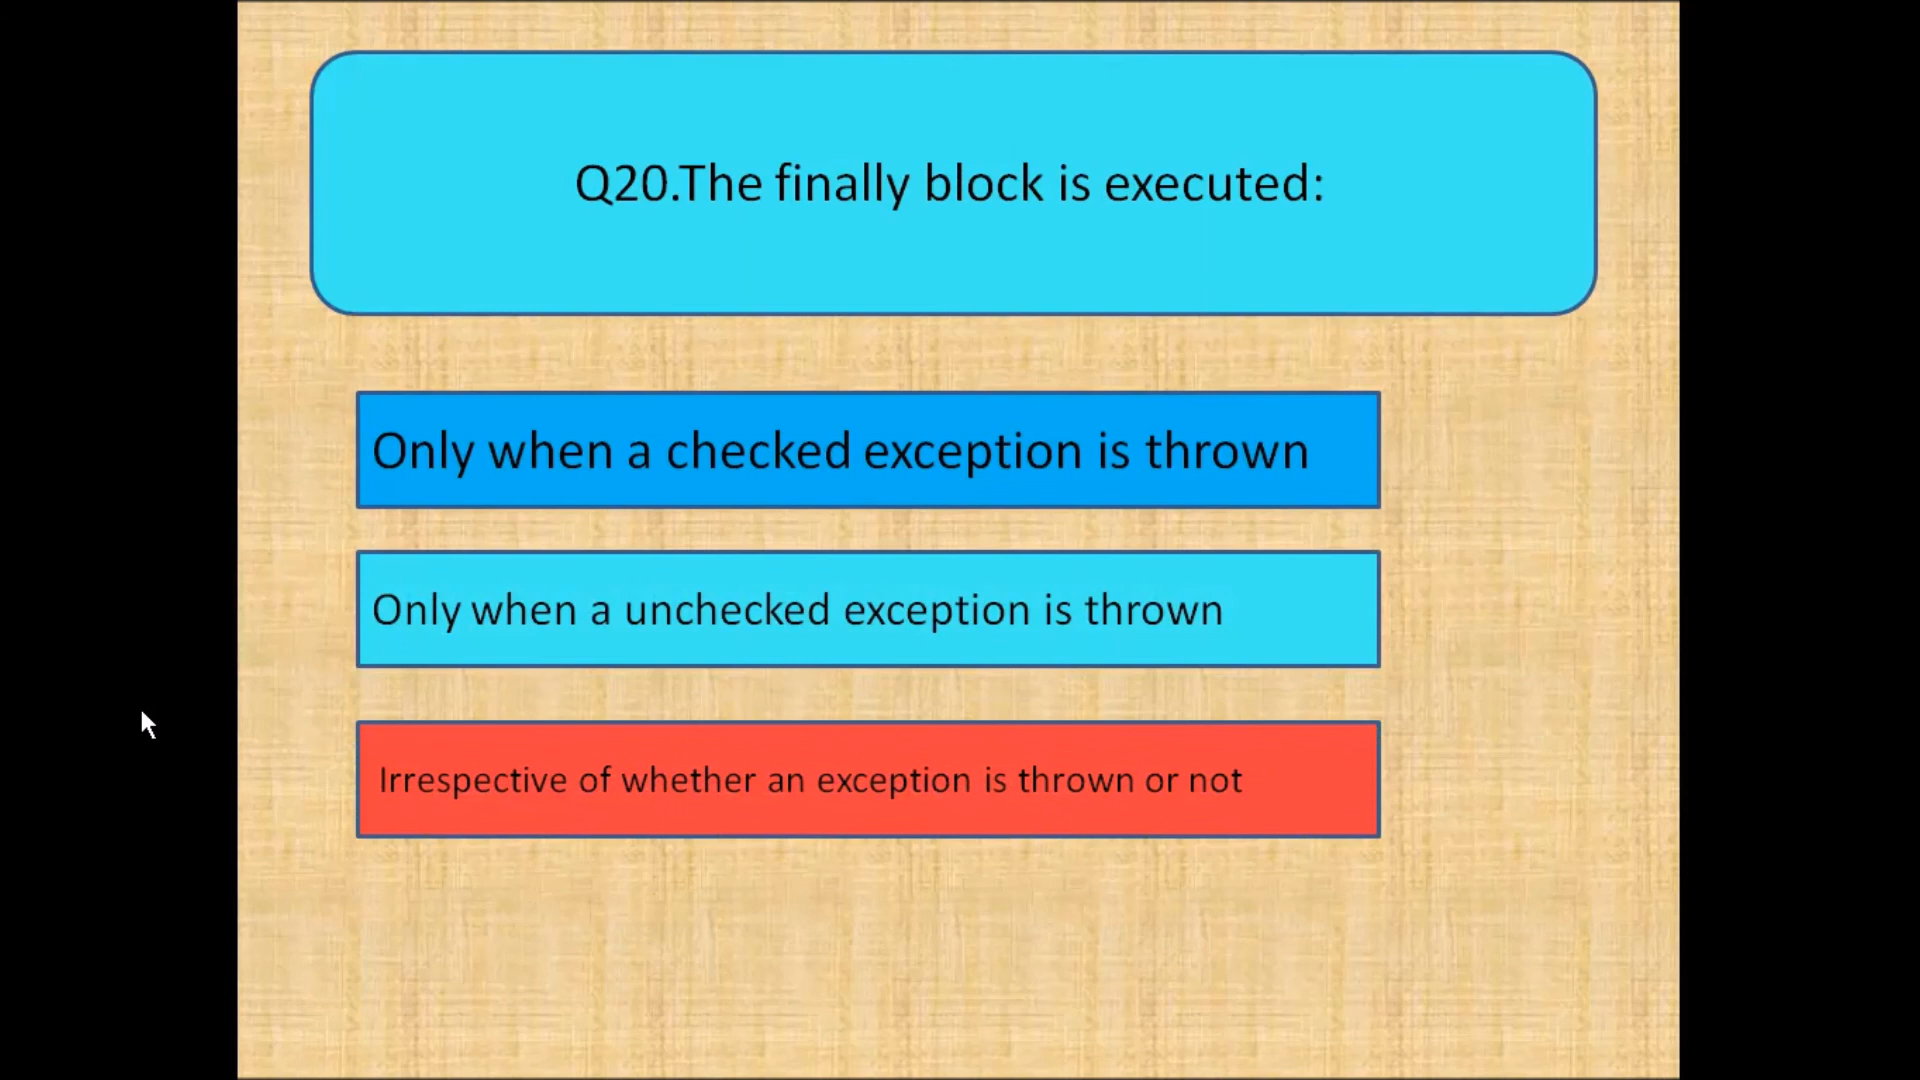 Q20.The finally block is executed:
Only when a checked exception is thrown
Only when a unchecked exception is thrown
Irrespective of whether an exception is thrown or not